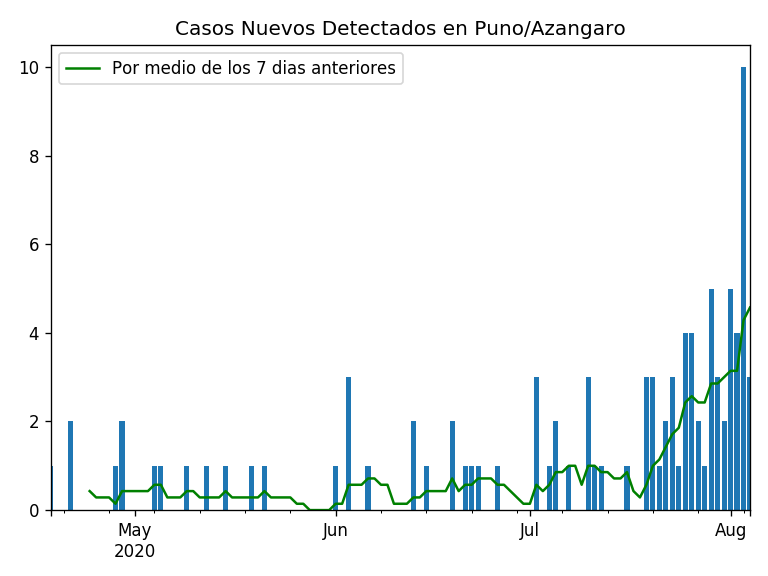 Casos Nuevos Detectados en Puno/Azangaro
Por medio de los 7 dias anteriores
10
8
6
4
2
0
May
2020
Jun
Jul
Aug